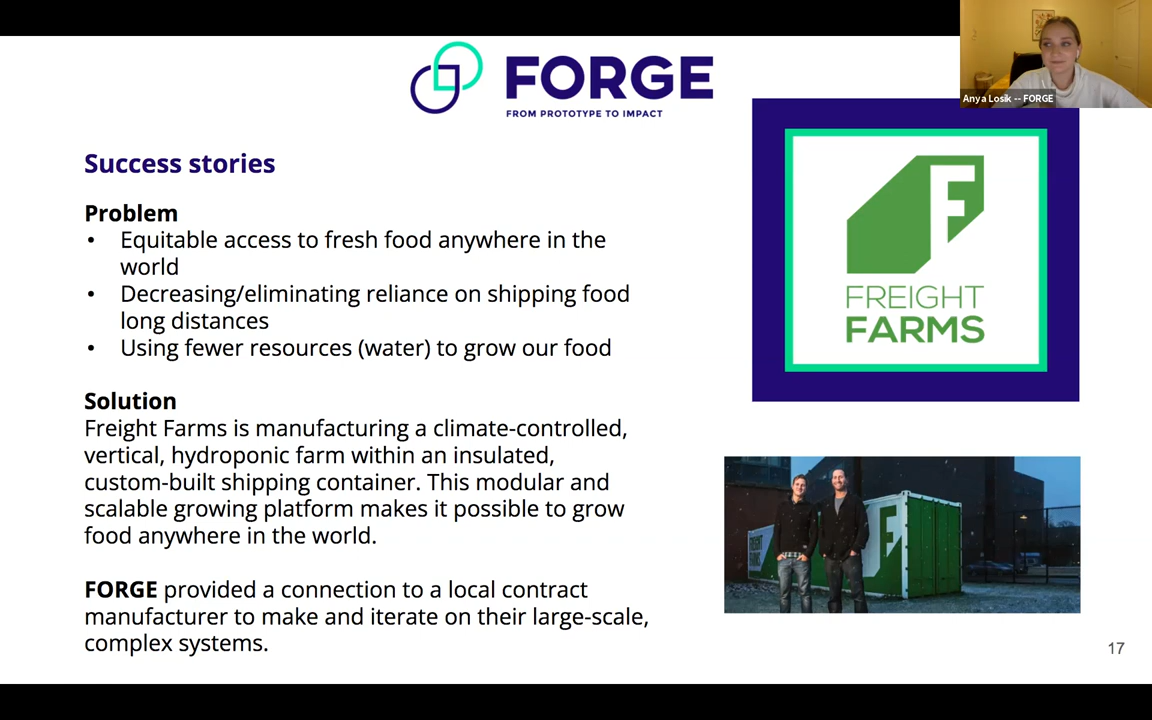 FORGE
FROM PROTOTYPE TO IMPACT
Anya Losik -- FORGE
Success stories
Problem
• Equitable access to fresh food anywhere in the
world
• Decreasing/eliminating reliance on shipping food
long distances
• Using fewer resources (water) to grow our food
Solution
Freight Farms is manufacturing a climate-controlled,
vertical, hydroponic farm within an insulated,
custom-built shipping container. This modular and
scalable growing platform makes it possible to grow
food anywhere in the world.
FORGE provided a connection to a local contract
manufacturer to make and iterate on their large-scale,
complex systems.
F
FREIGHT
FARMS
FREIGHT
FARMS
F
17